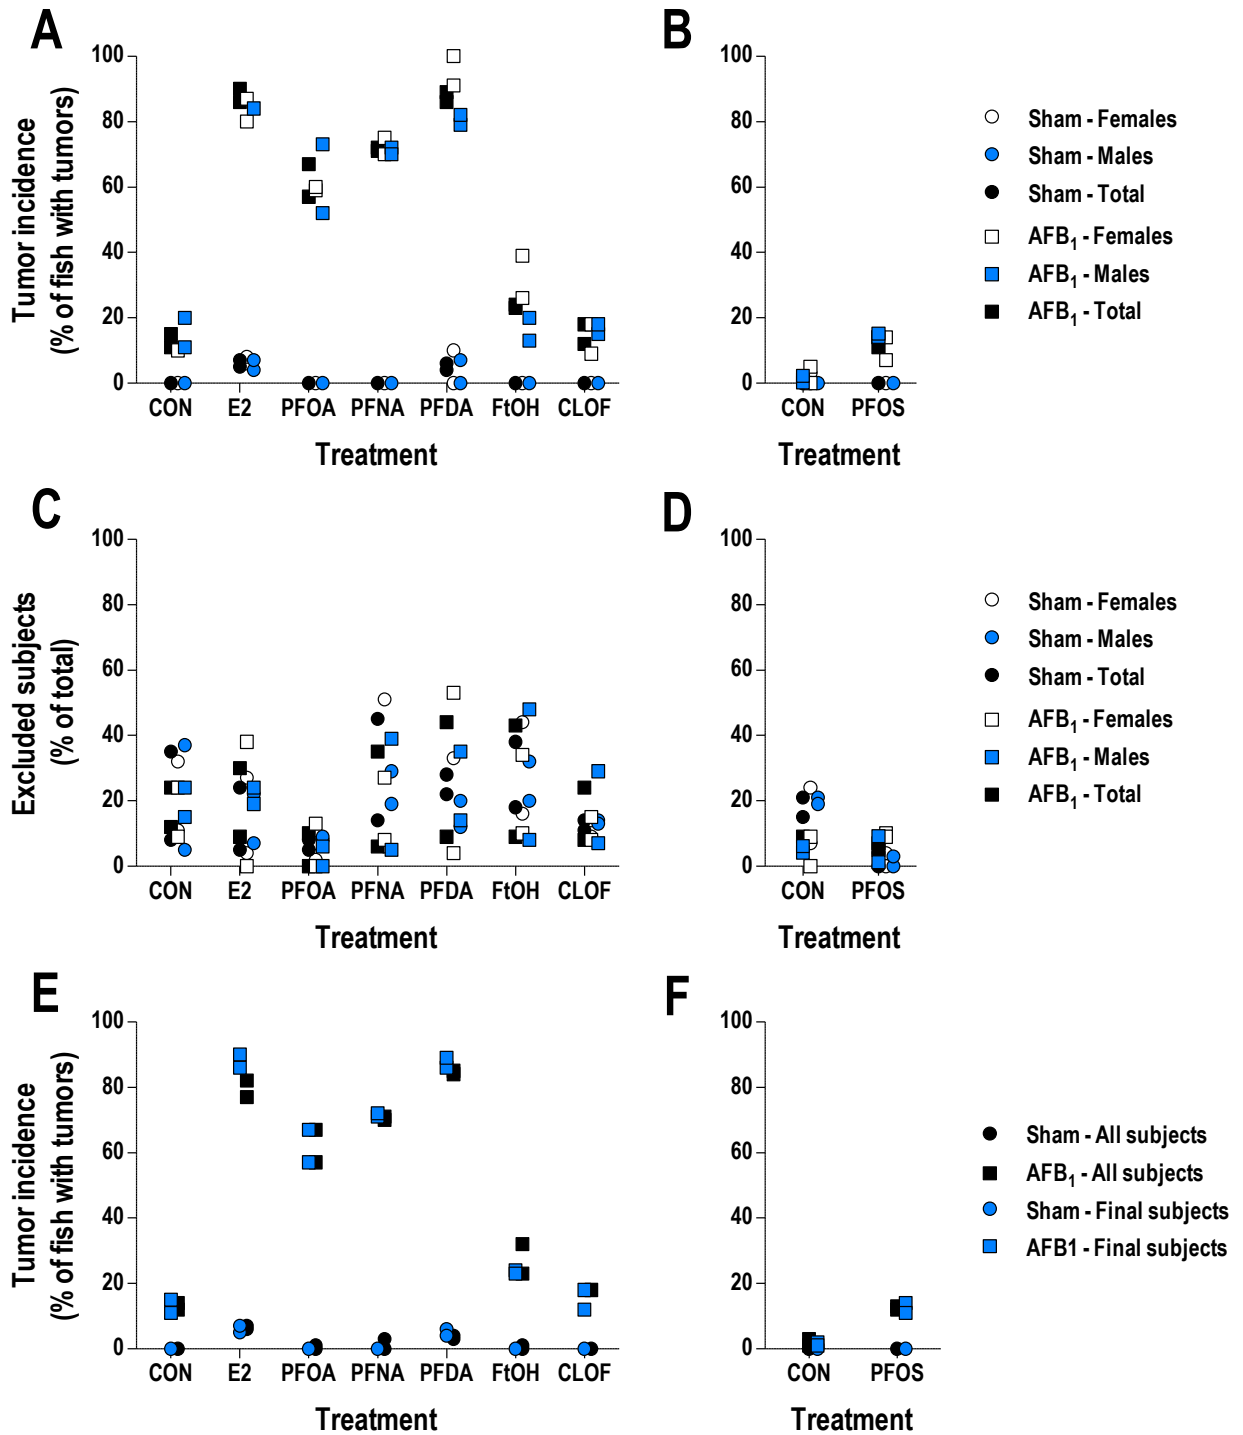 A
Tumor incidence
(% of fish with tumors)
100
80
60
40
20
0
CON E2 PFOA PFNA PFDA FtOH CLOF
Treatment
B
100
80
60
40
20
0
CON PFOS
Treatment
Sham - Females
Sham - Males
Sham - Total
AFB1 - Females
AFB1 - Males
AFB1 - Total
C
Excluded subjects
(% of total)
100
80
60
40
20
0
CON E2 PFOA PFNA PFDA FtOH CLOF
Treatment
D
100
80
60
40
20
0
CON PFOS
Treatment
Sham - Females
Sham - Males
Sham - Total
AFB1 - Females
AFB1 - Males
AFB1 - Total
E
Tumor incidence
(% of fish with tumors)
100
80
60
40
20
0
CON E2 PFOA PFNA PFDA FtOH CLOF
Treatment
F
100
80
60
40
20
0
CON PFOS
Treatment
Sham - All subjects
AFB1 - All subjects
Sham - Final subjects
AFB1 - Final subjects